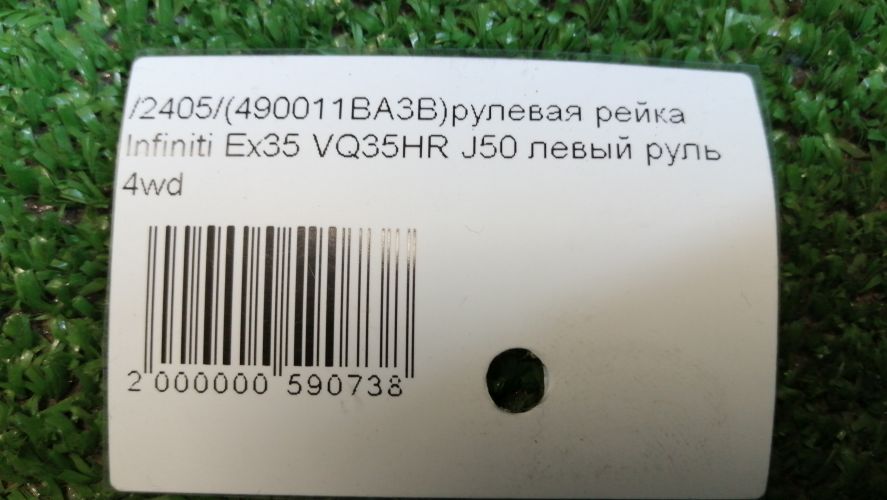 /2405/(490011BA3B)рулевая рейка
Infiniti Ex35 VQ35HR J50 левый руль
4wd
2 000000 590738